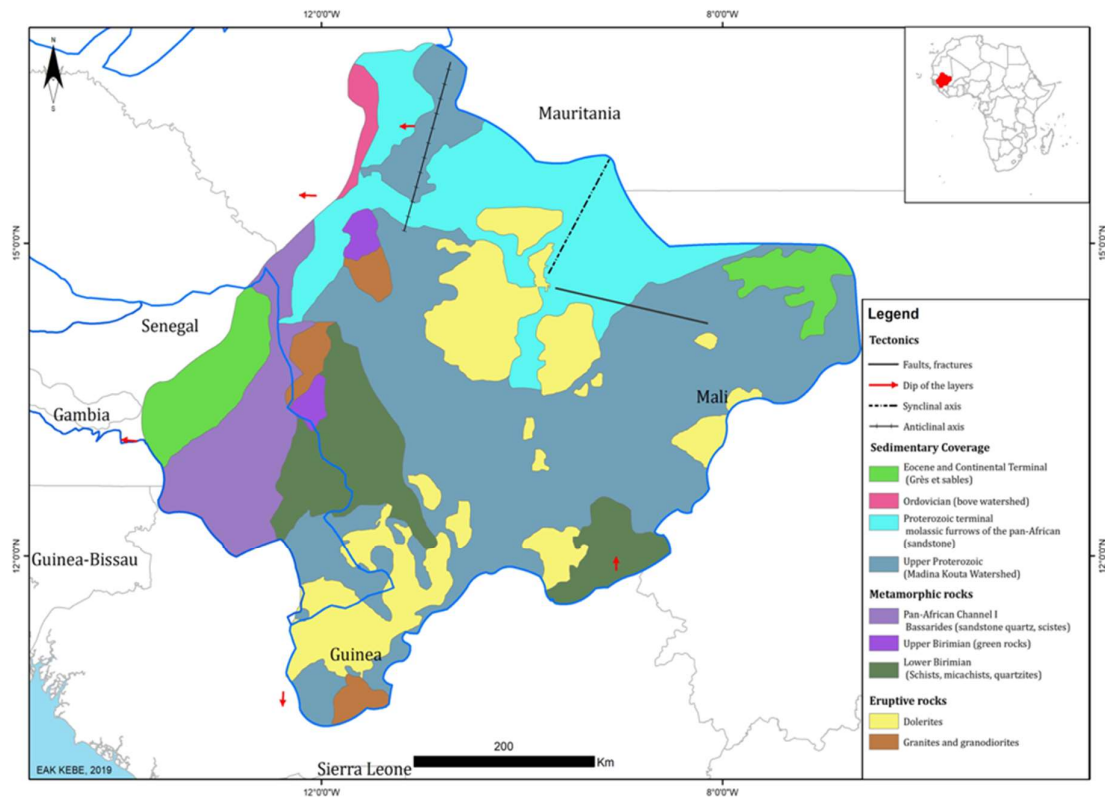 12°0'0"W
8°0'0"W
N
S
Mauritania
15°0'0"N
15°0'0"N
Senegal
Gambia
Mali
Guinea-Bissau
12°0'0"N
12°0'0"N
Guinea
Sierra Leone
200
Km
EAK KEBE, 2019
12°0'0"W
8°0'0"W
Legend
Tectonics
Faults, fractures
Dip of the layers
Synclinal axis
Anticlinal axis
Sedimentary Coverage
Eocene and Continental Terminal
(Grès et sables)
Ordovician (bove watershed)
Proterozoic terminal
molassic furrows of the pan-African
(sandstone)
Upper Proterozoic
(Madina Kouta Watershed)
Metamorphic rocks
Pan-African Channel I
Bassarides (sandstone quartz, scistes)
Upper Birimian (green rocks)
Lower Birimian
(Schists, micachists, quartzites)
Eruptive rocks
Dolerites
Granites and granodiorites